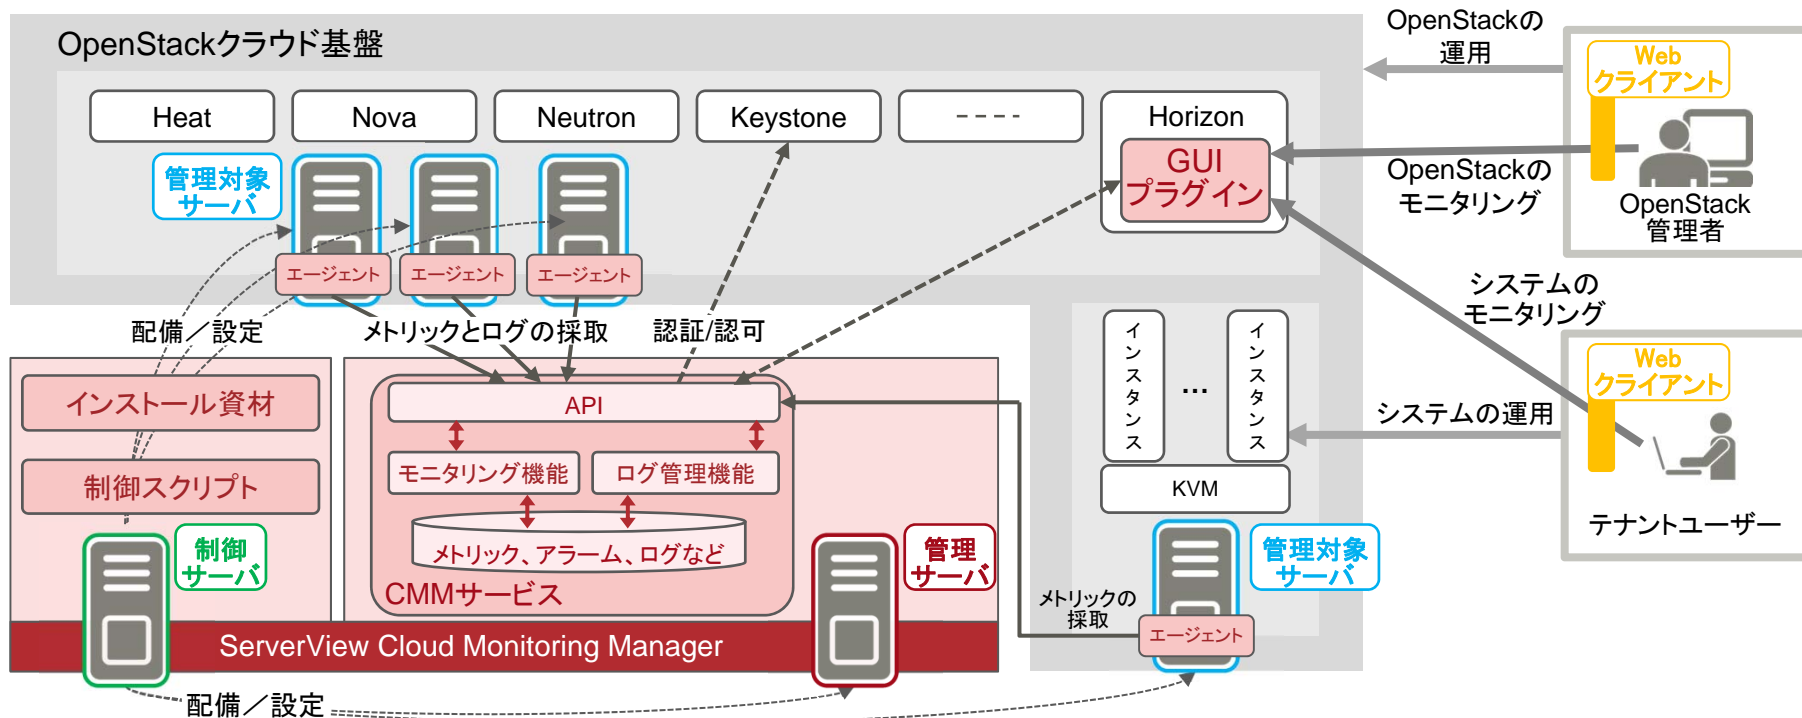 OpenStackクラウド基盤
Heat
Nova
Neutron
Keystone
Horizon
GUI
プラグイン
管理対象
サーバ
エージェント
エージェント
エージェント
OpenStackの
運用
Web
クライアント
OpenStackの
モニタリング
OpenStack
管理者
システムの
モニタリング
配備／設定
メトリックとログの採取
認証/認可
インスタンス
...
インスタンス
KVM
Web
クライアント
システムの運用
テナントユーザー
インストール資材
制御スクリプト
制御
サーバ
API
モニタリング機能
ログ管理機能
メトリック、アラーム、ログなど
CMMサービス
管理
サーバ
管理対象
サーバ
メトリックの
採取
エージェント
ServerView Cloud Monitoring Manager
配備／設定